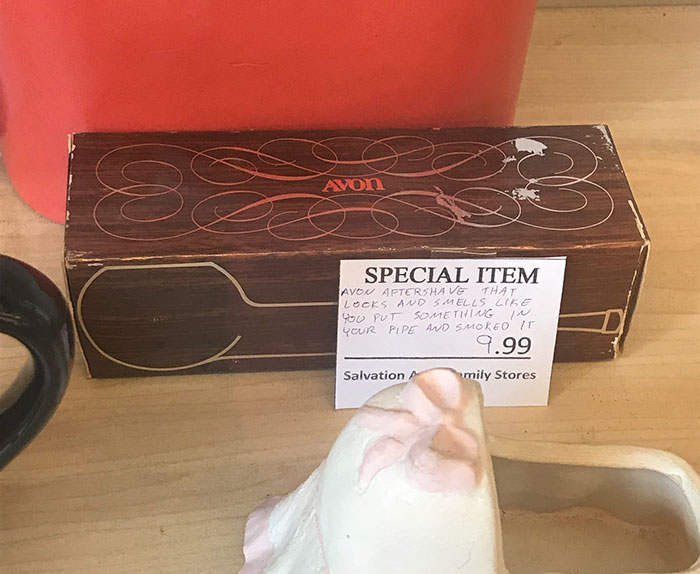 AVON
SPECIAL ITEM
AVON AFTERSHAVE THAT
LOOKS AND SMELLS LIKE
YOU PUT SOMETHING IN
YOUR PIPE AND SMOKED IT
9.99
Salvation A mily Stores